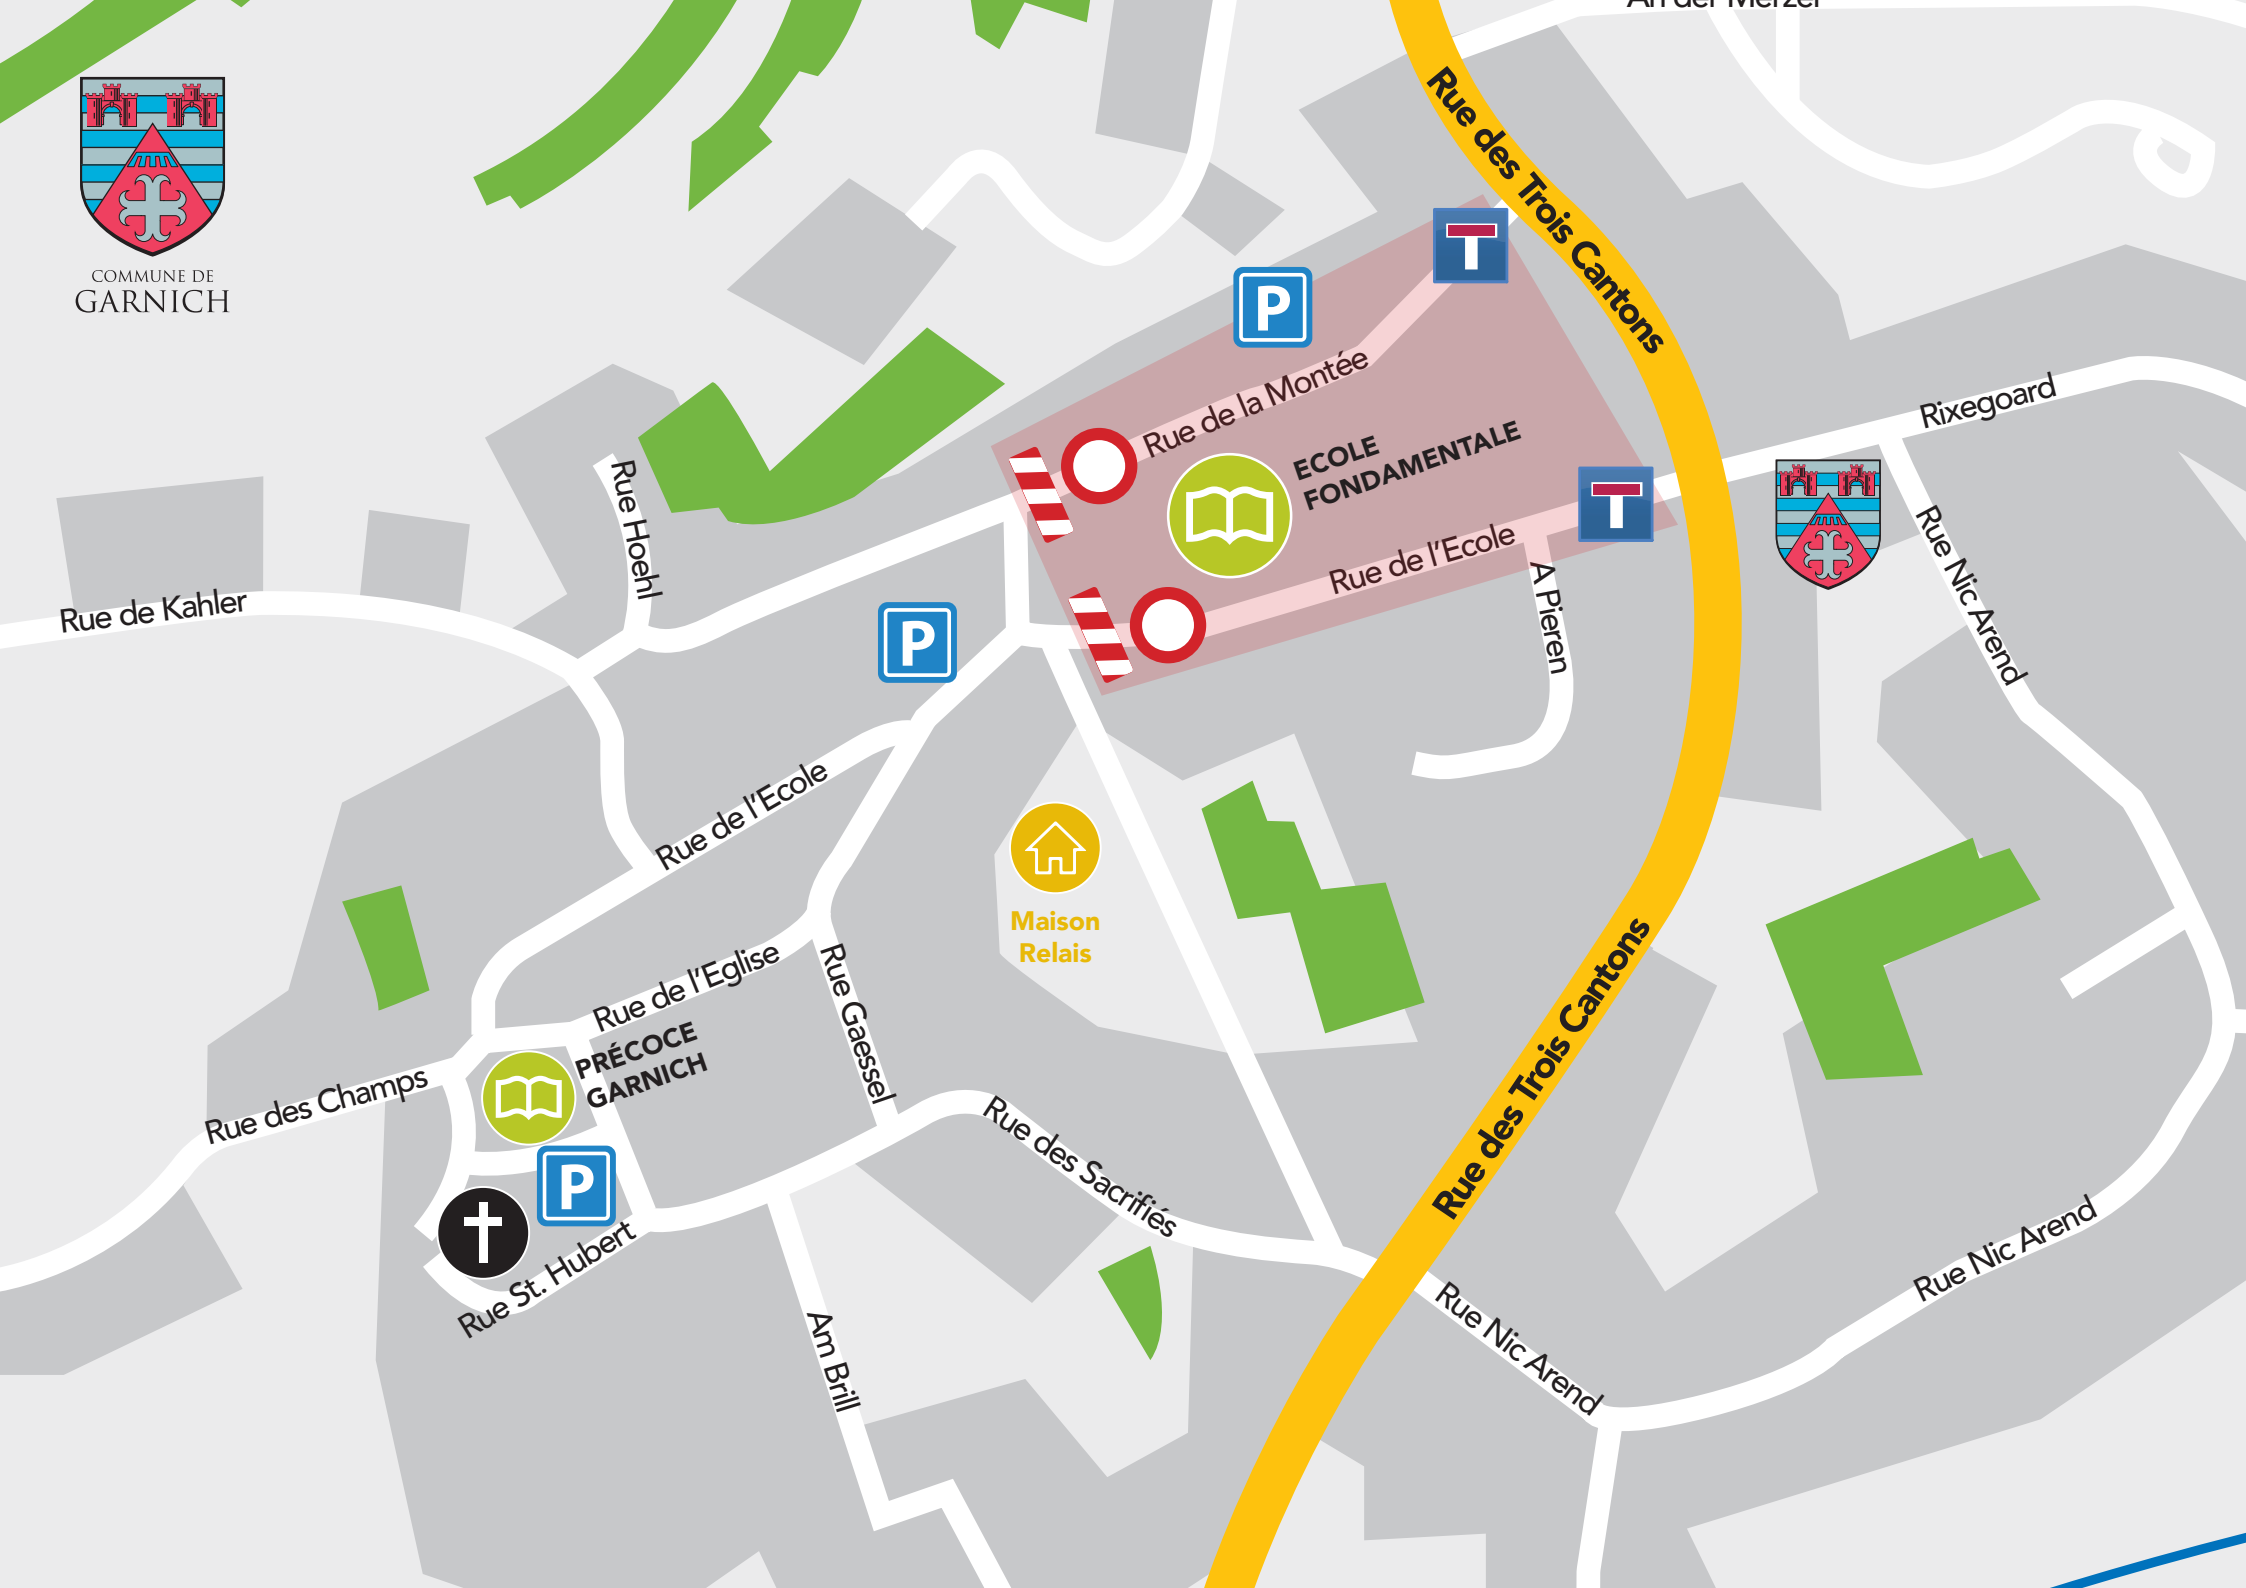 An der Merzel
COMMUNE DE
GARNICH
Rue des Trois Cantons
P
Rue de la Montée
ECOLE
FONDAMENTALE
Rixegoard
Rue Hoehl
Rue de Kahler
Rue de l'Ecole
A Pieren
Rue Nic Arend
P
Rue de l'Ecole
Maison
Relais
Rue de l'Eglise
Rue Gaessel
PRÉCOCE
GARNICH
Rue des Champs
Rue des Trois Cantons
P
Rue des Sacrifiés
Rue St. Hubert
Am Brill
Rue Nic Arend
Rue Nic Arend